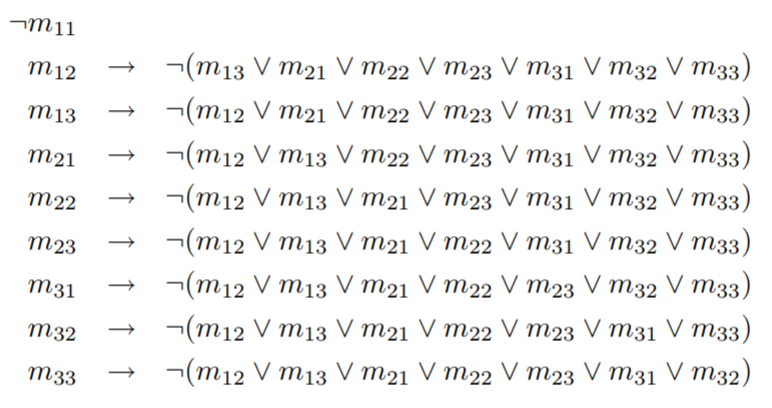 ¬m₁₁
m₁₂ → ¬(m₁₃ ∨ m₂₁ ∨ m₂₂ ∨ m₂₃ ∨ m₃₁ ∨ m₃₂ ∨ m₃₃)
m₁₃ → ¬(m₁₂ ∨ m₂₁ ∨ m₂₂ ∨ m₂₃ ∨ m₃₁ ∨ m₃₂ ∨ m₃₃)
m₂₁ → ¬(m₁₂ ∨ m₁₃ ∨ m₂₂ ∨ m₂₃ ∨ m₃₁ ∨ m₃₂ ∨ m₃₃)
m₂₂ → ¬(m₁₂ ∨ m₁₃ ∨ m₂₁ ∨ m₂₃ ∨ m₃₁ ∨ m₃₂ ∨ m₃₃)
m₂₃ → ¬(m₁₂ ∨ m₁₃ ∨ m₂₁ ∨ m₂₂ ∨ m₃₁ ∨ m₃₂ ∨ m₃₃)
m₃₁ → ¬(m₁₂ ∨ m₁₃ ∨ m₂₁ ∨ m₂₂ ∨ m₂₃ ∨ m₃₂ ∨ m₃₃)
m₃₂ → ¬(m₁₂ ∨ m₁₃ ∨ m₂₁ ∨ m₂₂ ∨ m₂₃ ∨ m₃₁ ∨ m₃₃)
m₃₃ → ¬(m₁₂ ∨ m₁₃ ∨ m₂₁ ∨ m₂₂ ∨ m₂₃ ∨ m₃₁ ∨ m₃₂)